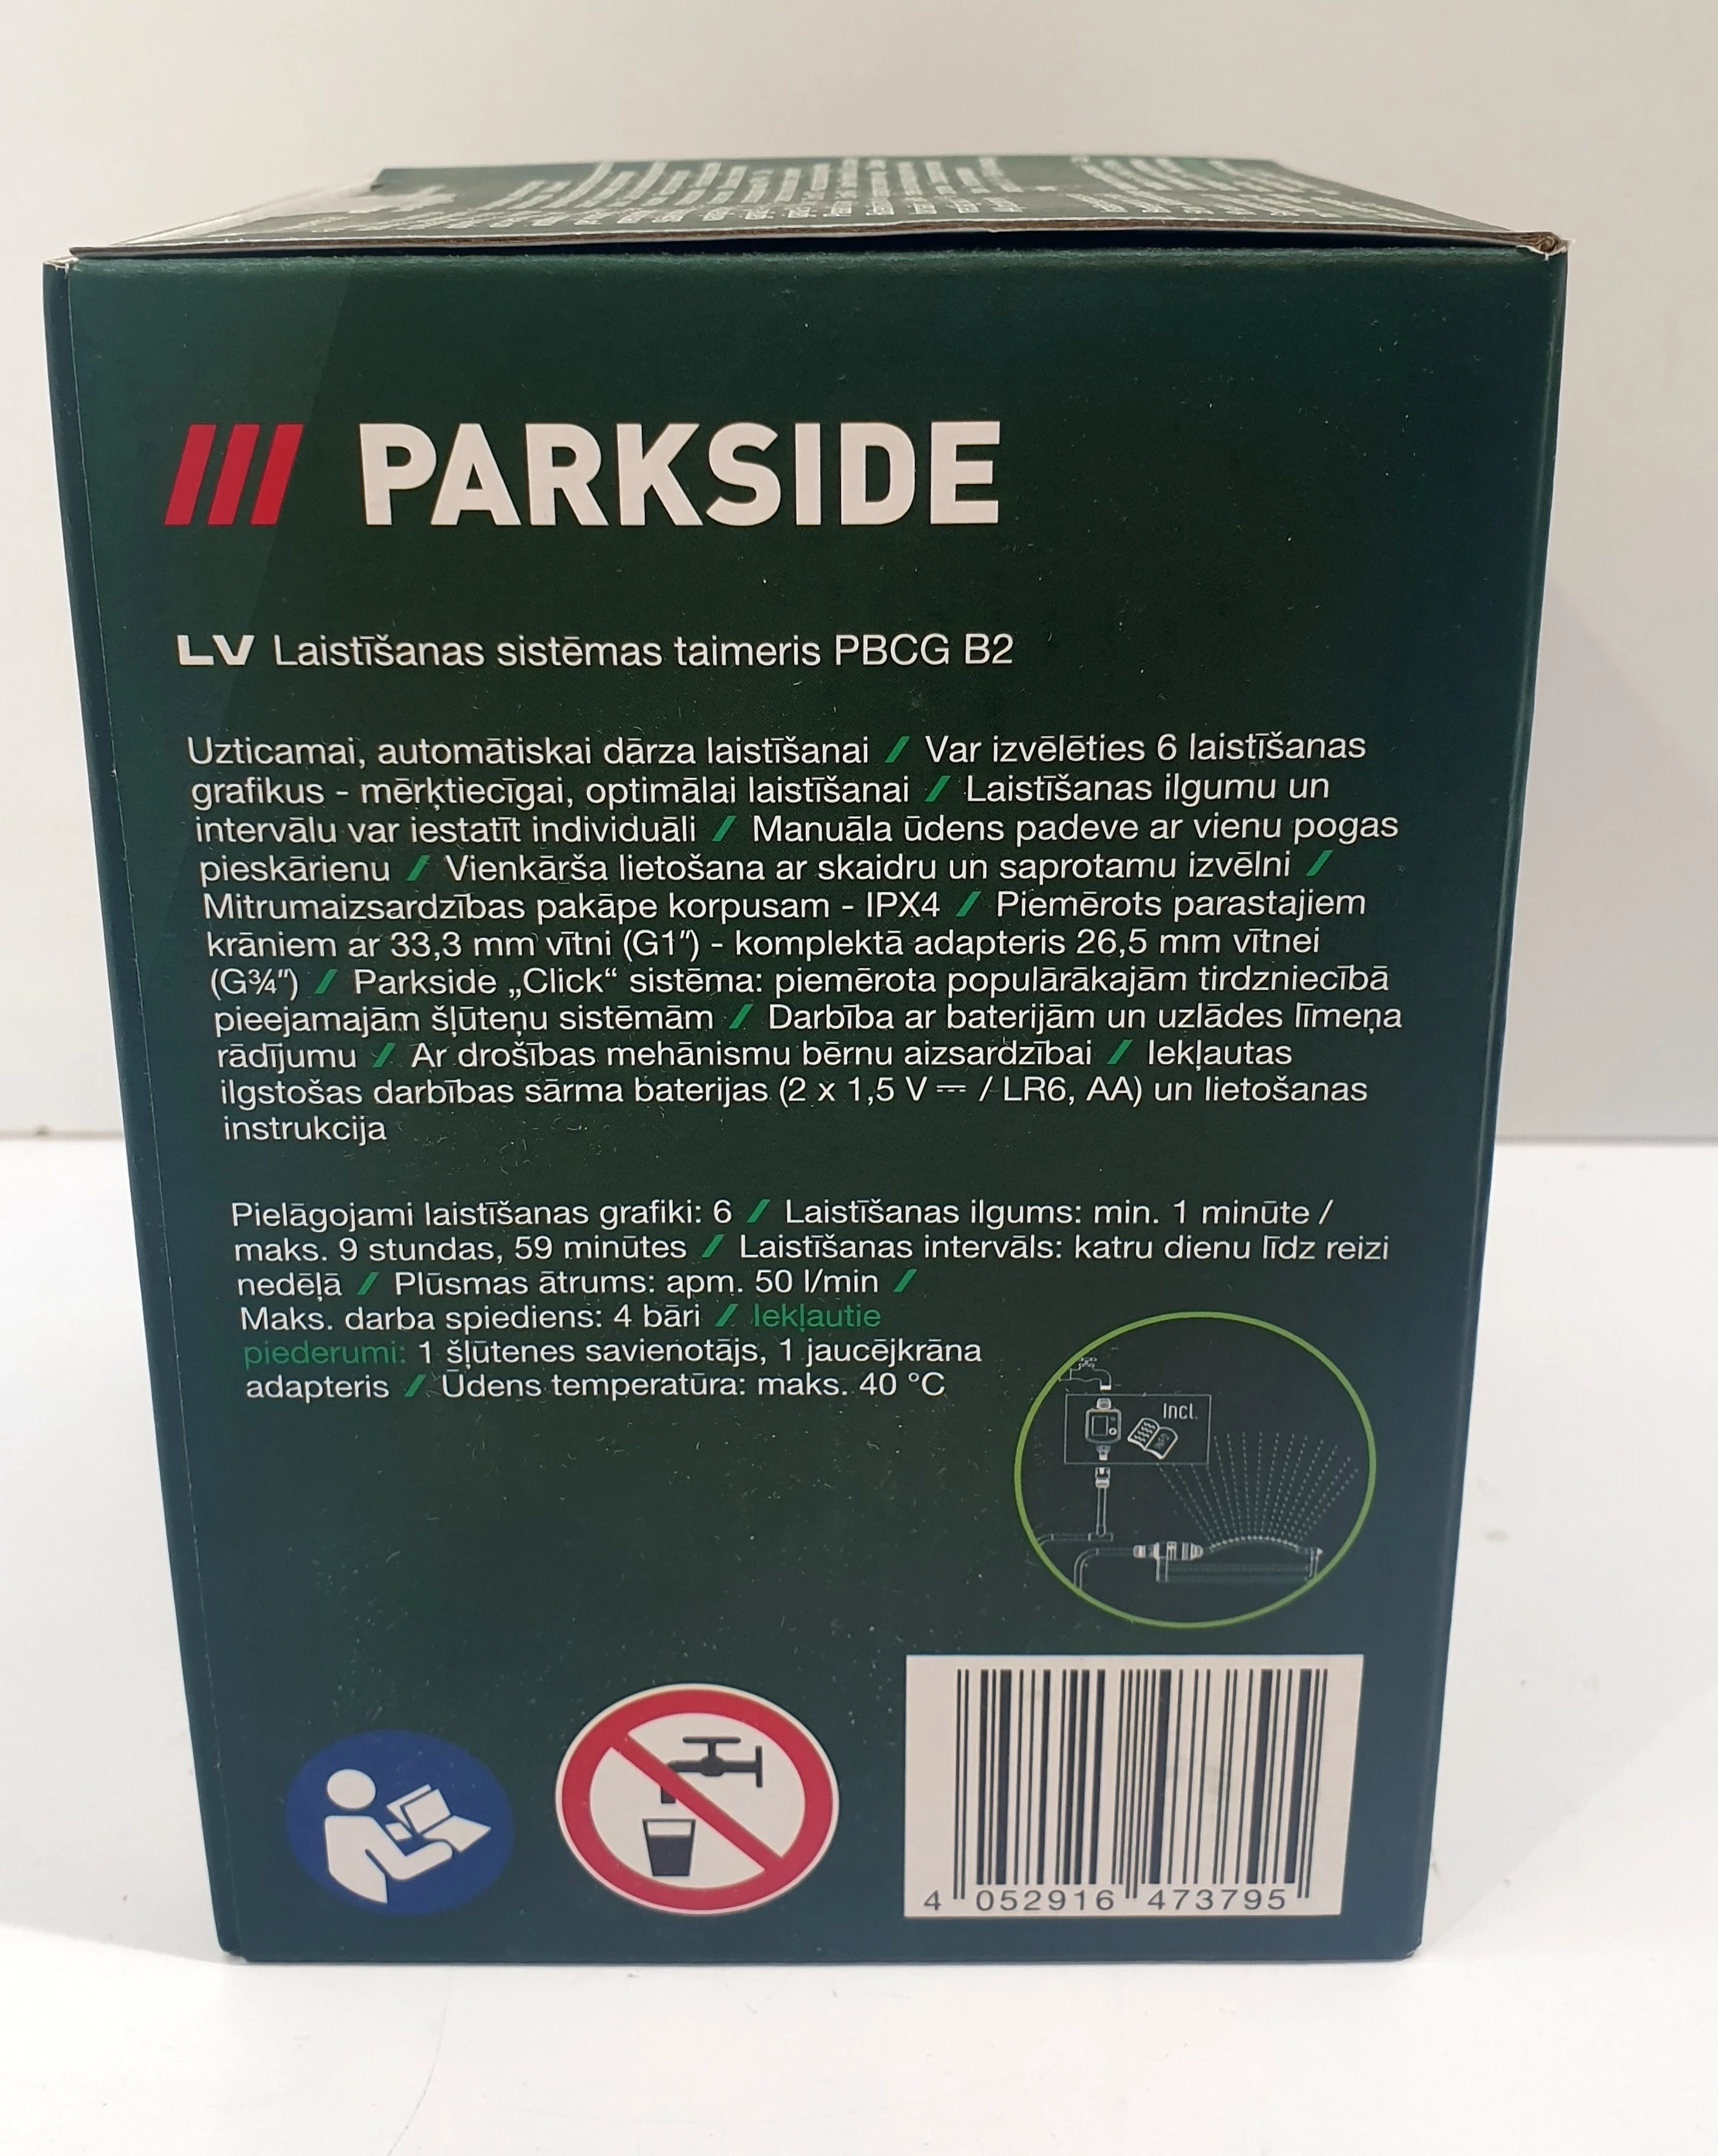 PARKSIDE
LV Laistīšanas sistēmas taimeris PBCG B2
Uzticamai, automātiskai dārza laistīšanai / Var izvēlēties 6 laistīšanas
grafikus - mērķtiecīgai, optimālai laistīšanai / Laistīšanas ilgumu un
intervālu var iestatīt individuāli / Manuāla ūdens padeve ar vienu pogas
pieskārienu / Vienkārša lietošana ar skaidru un saprotamu izvēlni /
Mitrumaizsardzības pakāpe korpusam - IPX4 / Piemērots parastajiem
krāniem ar 33,3 mm vītni (G1") - komplektā adapteris 26,5 mm vītnei
(G¾") / Parkside „Click“ sistēma: piemērota populārākajām tirdzniecībā
pieejamajām šļūteņu sistēmām / Darbība ar baterijām un uzlādes līmeņa
rādījumu / Ar drošības mehānismu bērnu aizsardzībai / Iekļautas
ilgstošas darbības sārma baterijas (2 x 1,5 V ⎓ / LR6, AA) un lietošanas
instrukcija
Pielāgojami laistīšanas grafiki: 6 / Laistīšanas ilgums: min. 1 minūte /
maks. 9 stundas, 59 minūtes / Laistīšanas intervāls: katru dienu līdz reizi
nedēļā / Plūsmas ātrums: apm. 50 l/min /
Maks. darba spiediens: 4 bāri / Iekļautie
piederumi: 1 šļūtenes savienotājs, 1 jaucējkrāna
adapteris / Ūdens temperatūra: maks. 40 °C
Incl.
INFO
4 052916 473795